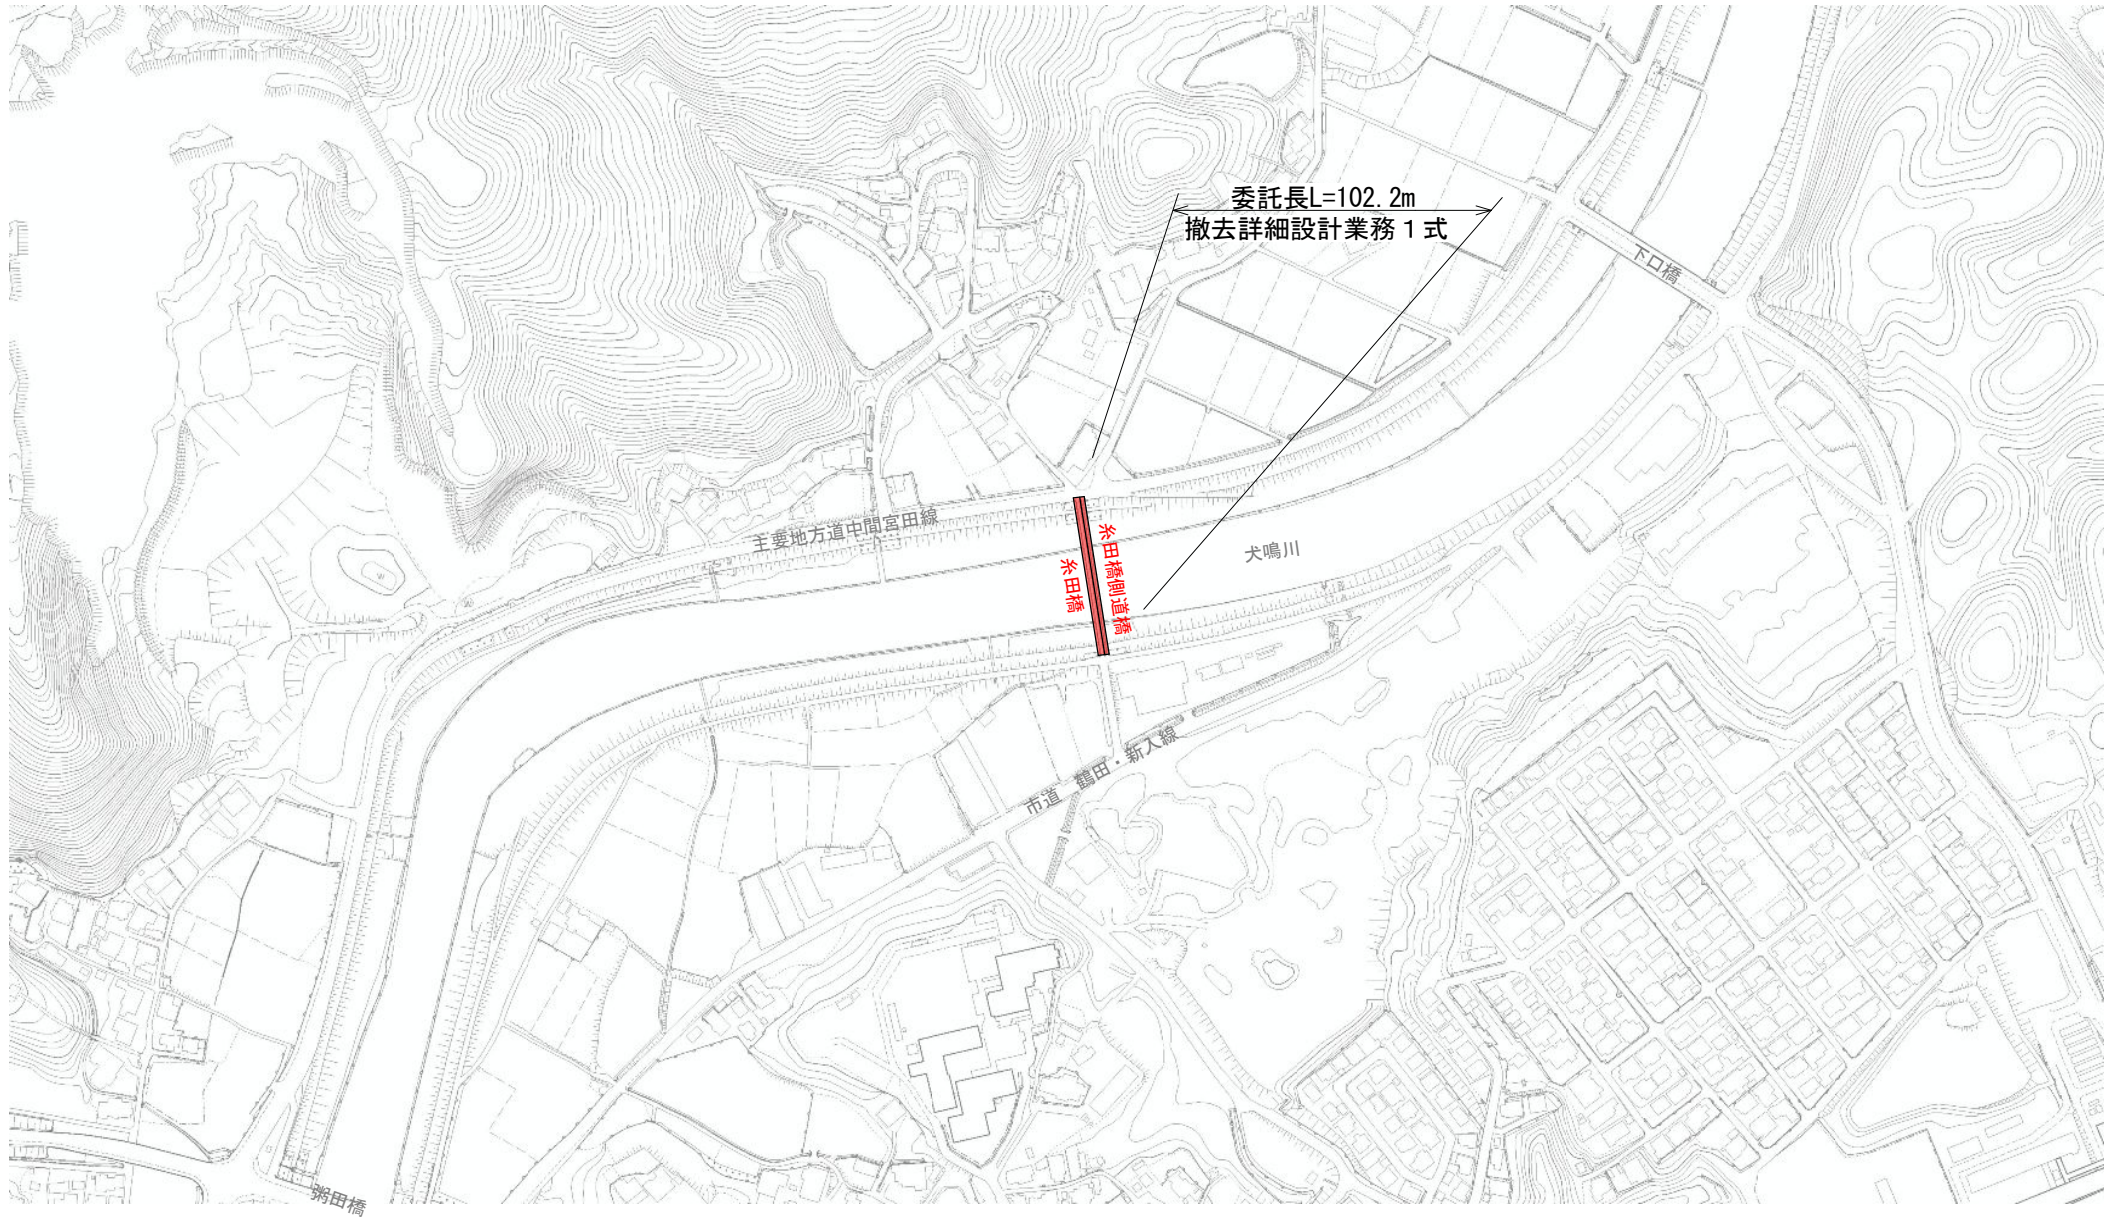 委託長L=102.2m
撤去詳細設計業務1式
下口橋
主要地方道中間宮田線
糸田橋側道橋
糸田橋
犬鳴川
市道　鶴田・新入線
粥田橋